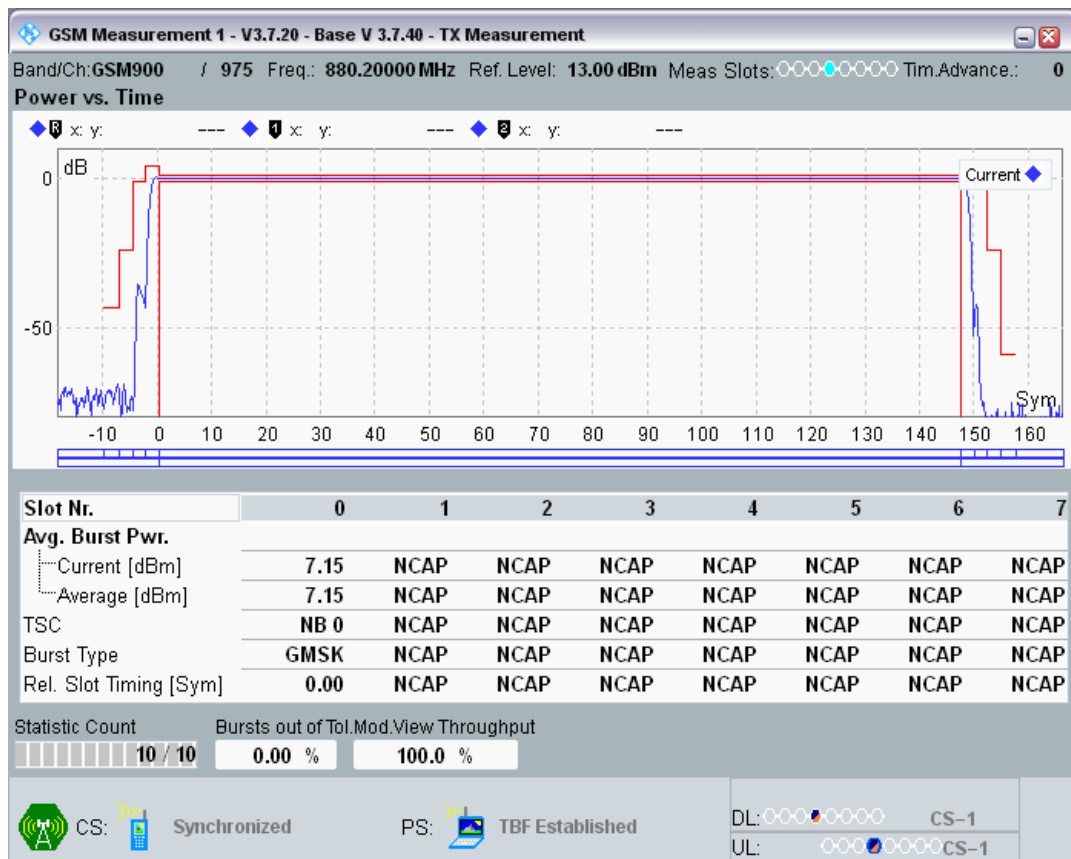 GSM Measurement 1 - V3.7.20 - Base V 3.7.40 - TX Measurement
Band/Ch:GSM900 / 975 Freq.: 880.20000 MHz Ref. Level: 13.00 dBm Meas Slots: Tim.Advance.: 0
Power vs. Time
R x: y: --- 1 x: y: --- 2 x: y: ---
dB
0
Current
-50
Sym
-10 0 10 20 30 40 50 60 70 80 90 100 110 120 130 140 150 160
Slot Nr. 0 1 2 3 4 5 6 7
Avg. Burst Pwr.
Current [dBm] 7.15 NCAP NCAP NCAP NCAP NCAP NCAP NCAP
Average [dBm] 7.15 NCAP NCAP NCAP NCAP NCAP NCAP NCAP
TSC NB 0 NCAP NCAP NCAP NCAP NCAP NCAP NCAP
Burst Type GMSK NCAP NCAP NCAP NCAP NCAP NCAP NCAP
Rel. Slot Timing [Sym] 0.00 NCAP NCAP NCAP NCAP NCAP NCAP NCAP
Statistic Count Bursts out of Tol.Mod.View Throughput
10 / 10 0.00 % 100.0 %
CS: Synchronized PS: TBF Established
DL: CS-1
UL: CS-1